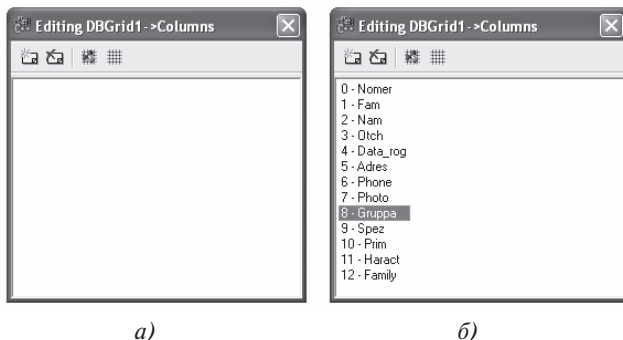 Editing DBGrid1->Columns
Editing DBGrid1->Columns
0 - Nomer
1 - Fam
2 - Nam
3 - Otch
4 - Data_rog
5 - Adres
6 - Phone
7 - Photo
8 - Gruppa
9 - Spez
10 - Prim
11 - Haract
12 - Family
а)
б)